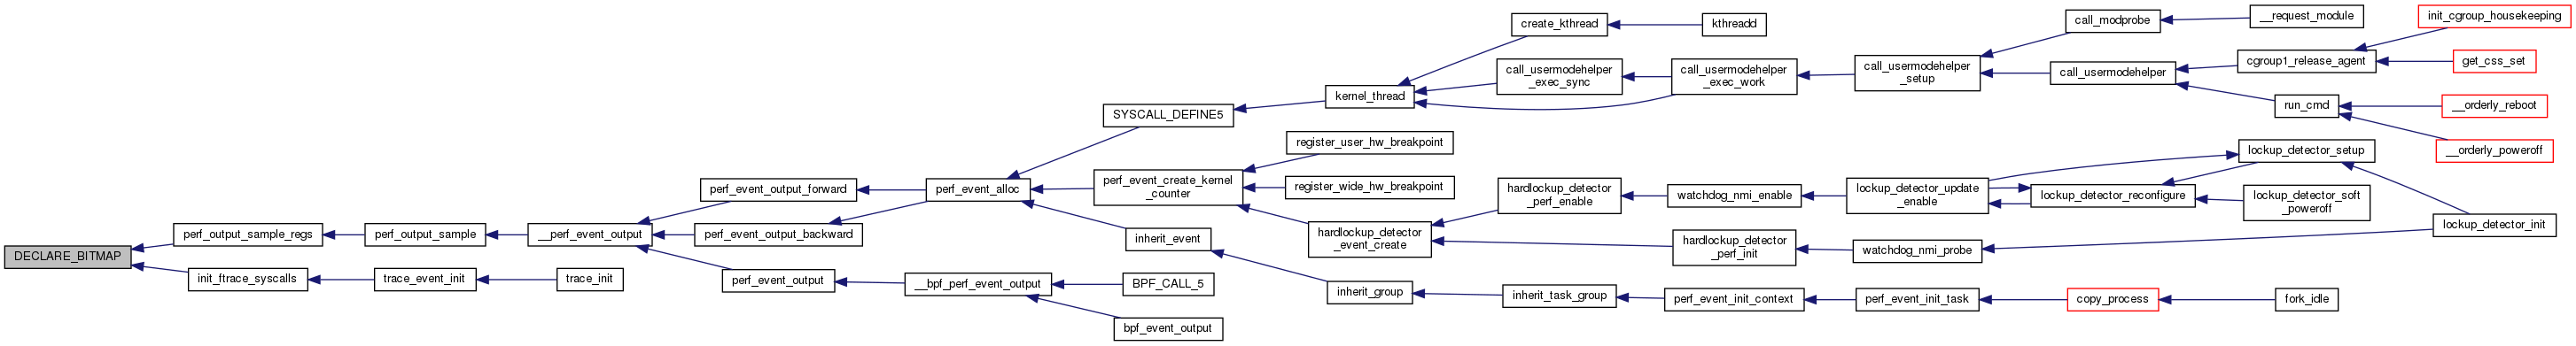 DECLARE_BITMAP
perf_output_sample_regs
init_ftrace_syscalls
perf_output_sample
trace_event_init
__perf_event_output
trace_init
perf_event_output_forward
perf_event_output_backward
perf_event_output
perf_event_alloc
__bpf_perf_event_output
SYSCALL_DEFINE5
perf_event_create_kernel
_counter
inherit_event
BPF_CALL_5
bpf_event_output
kernel_thread
register_user_hw_breakpoint
register_wide_hw_breakpoint
hardlockup_detector
_event_create
inherit_group
create_kthread
call_usermodehelper
_exec_sync
hardlockup_detector
_perf_enable
inherit_task_group
kthreadd
call_usermodehelper
_exec_work
watchdog_nmi_enable
hardlockup_detector
_perf_init
perf_event_init_context
call_usermodehelper
_setup
lockup_detector_update
_enable
watchdog_nmi_probe
perf_event_init_task
call_modprobe
call_usermodehelper
lockup_detector_reconfigure
copy_process
__request_module
cgroup1_release_agent
run_cmd
lockup_detector_setup
lockup_detector_soft
_poweroff
fork_idle
init_cgroup_housekeeping
get_css_set
__orderly_reboot
__orderly_poweroff
lockup_detector_init